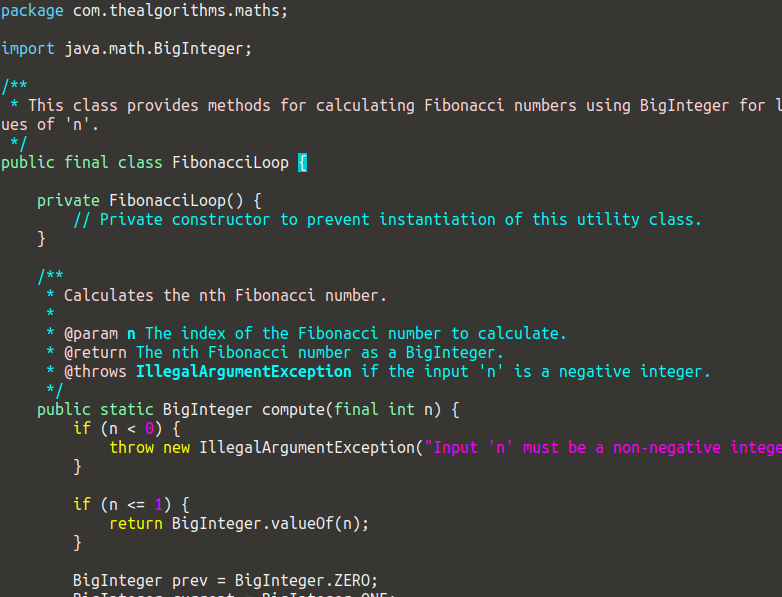 package com.thealgorithms.maths;

import java.math.BigInteger;

/**
 * This class provides methods for calculating Fibonacci numbers using BigInteger for l
ues of 'n'.
 */
public final class FibonacciLoop {

    private FibonacciLoop() {
        // Private constructor to prevent instantiation of this utility class.
    }

    /**
     * Calculates the nth Fibonacci number.
     *
     * @param n The index of the Fibonacci number to calculate.
     * @return The nth Fibonacci number as a BigInteger.
     * @throws IllegalArgumentException if the input 'n' is a negative integer.
     */
    public static BigInteger compute(final int n) {
        if (n < 0) {
            throw new IllegalArgumentException("Input 'n' must be a non-negative intege
        }

        if (n <= 1) {
            return BigInteger.valueOf(n);
        }

        BigInteger prev = BigInteger.ZERO;
        BigInteger current = BigInteger.ONE;